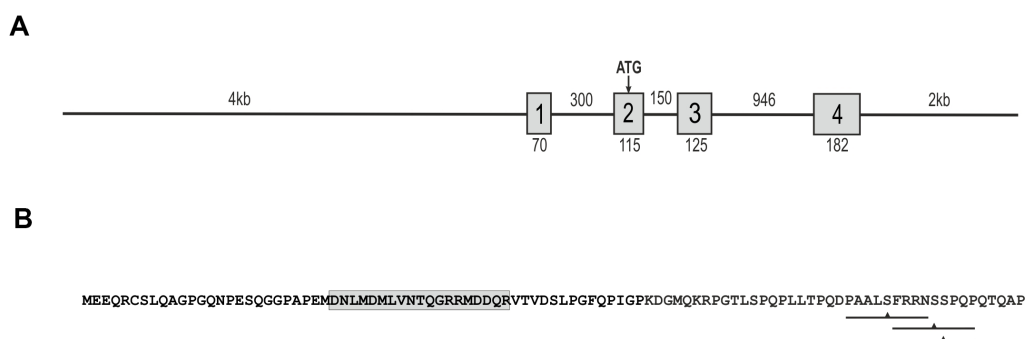 A
ATG
4kb 300 150 946 2kb
1 2 3 4
70 115 125 182
B
MEEQRCSLQAGPGQNPESQGGPAPEMDNLMDMLVNTQGRRMDDQRVTVDSLPGFQPIGPKDGMQKRPGTLSPQPLLTPQDPAALSFRRNSSPQPQTQAP